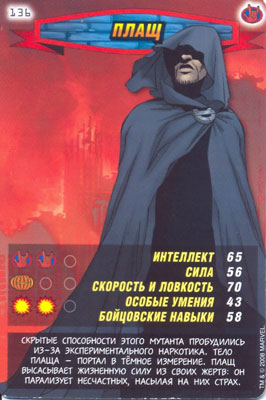 136
ПЛАЩ
ИНТЕЛЛЕКТ 65
СИЛА 56
СКОРОСТЬ И ЛОВКОСТЬ 70
ОСОБЫЕ УМЕНИЯ 43
БОЙЦОВСКИЕ НАВЫКИ 58
СКРЫТЫЕ СПОСОБНОСТИ ЭТОГО МУТАНТА ПРОБУДИЛИСЬ
ИЗ-ЗА ЭКСПЕРИМЕНТАЛЬНОГО НАРКОТИКА. ТЕЛО
ПЛАЩА - ПОРТАЛ В ТЁМНОЕ ИЗМЕРЕНИЕ. ПЛАЩ
ВЫСАСЫВАЕТ ЖИЗНЕННУЮ СИЛУ ИЗ СВОИХ ЖЕРТВ: ОН
ПАРАЛИЗУЕТ НЕСЧАСТНЫХ, НАСЫЛАЯ НА НИХ СТРАХ.
TM & © 2008 MARVEL